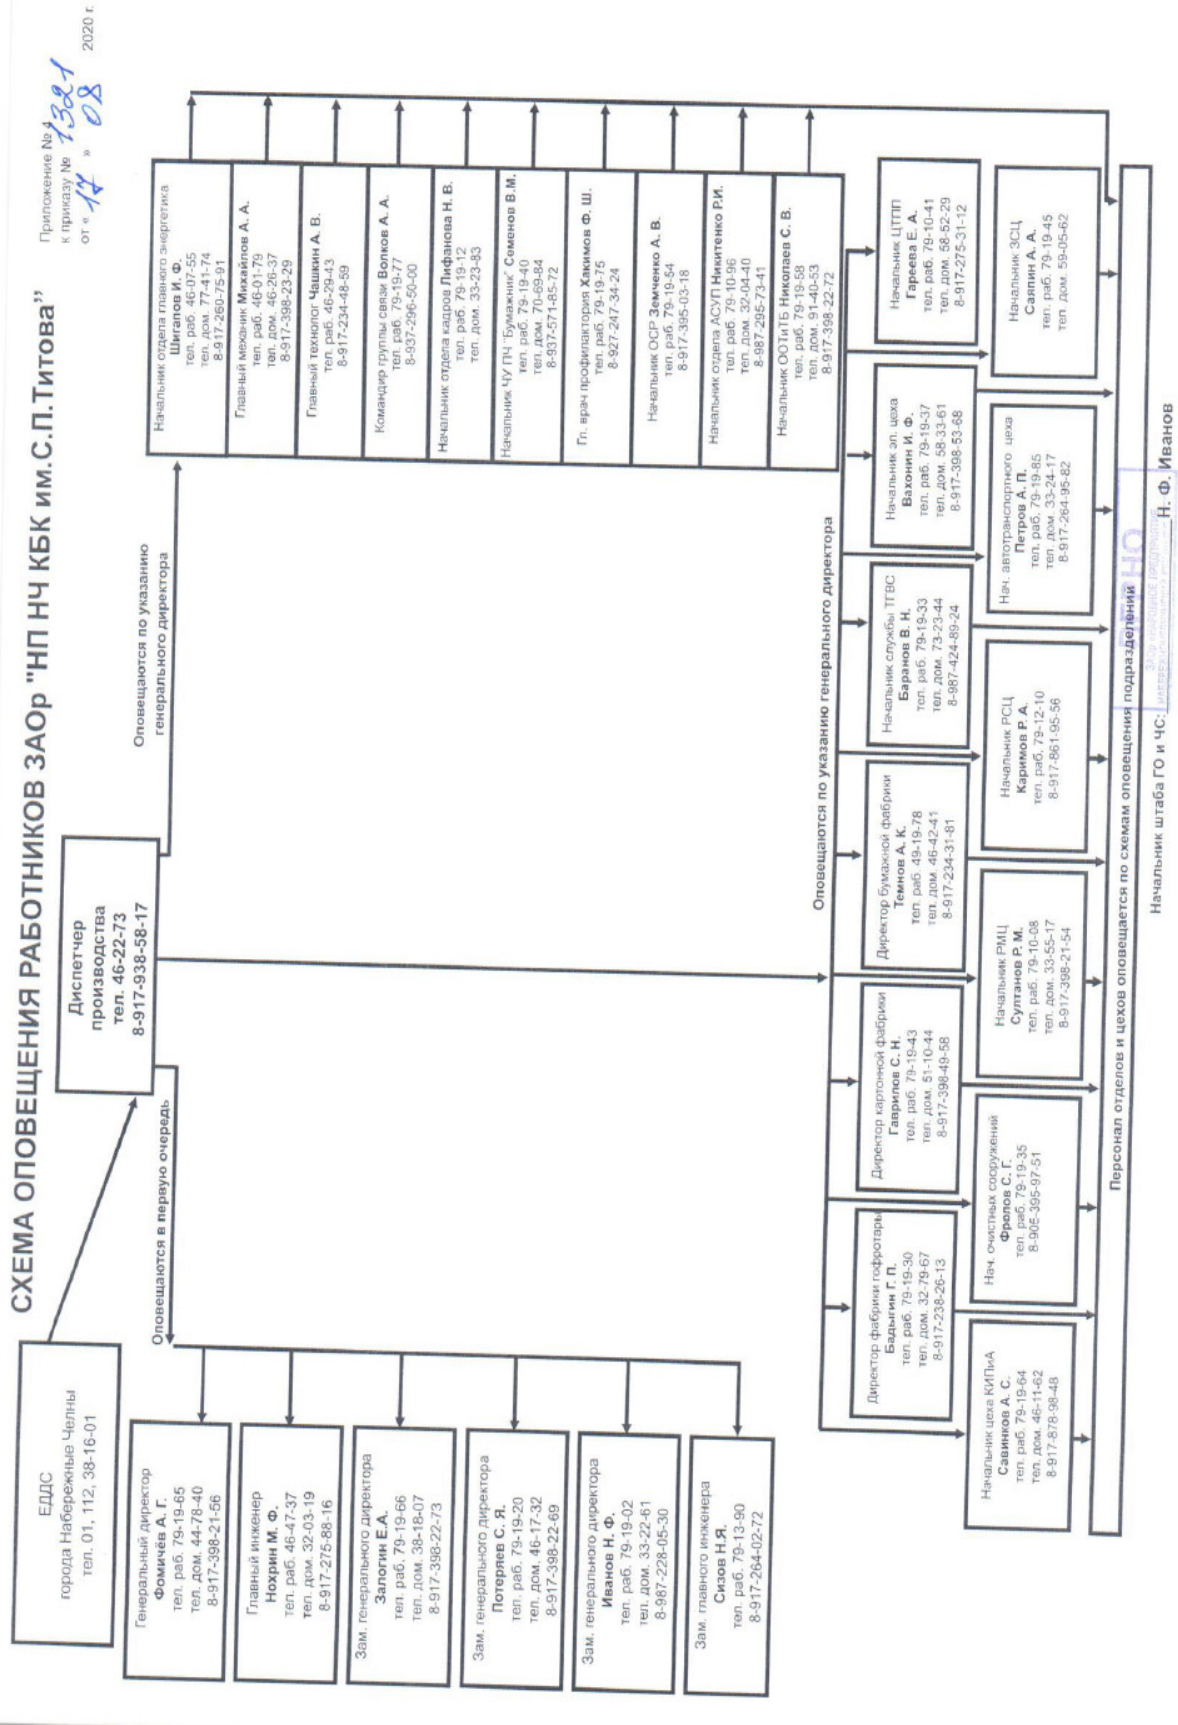 Приложение № 4
к приказу № 1321
от « 17 » 08 2020 г.
СХЕМА ОПОВЕЩЕНИЯ РАБОТНИКОВ ЗАОр "НП НЧ КБК им.С.П.Титова”
ЕДДС
города Набережные Челны
тел. 01, 112, 38-16-01
Диспетчер
производства
тел. 46-22-73
8-917-938-58-17
Оповещаются в первую очередь
Оповещаются по указанию
генерального директора
Генеральный директор
Фомичёв А. Г.
тел. раб. 79-19-65
тел. дом. 44-78-40
8-917-398-21-56
Главный инженер
Нохрин М. Ф.
тел. раб. 46-47-37
тел. дом. 32-03-19
8-917-275-88-16
Зам. генерального директора
Залогин Е.А.
тел. раб. 79-19-66
тел. дом. 38-18-07
8-917-398-22-73
Зам. генерального директора
Потеряев С. Я.
тел. раб. 79-19-20
тел. дом. 46-17-32
8-917-398-22-69
Зам. генерального директора
Иванов Н. Ф.
тел. раб. 79-19-02
тел. дом. 33-22-61
8-987-228-05-30
Зам. главного инженера
Сизов Н.Я.
тел. раб. 79-13-90
8-917-264-02-72
Начальник отдела главного энергетика
Шигапов И. Ф.
тел. раб. 46-07-55
тел. дом. 77-41-74
8-917-260-75-91
Главный механик Михайлов А. А.
тел. раб. 46-01-79
тел. дом. 46-26-37
8-917-398-23-29
Главный технолог Чашкин А. В.
тел. раб. 46-29-43
8-917-234-48-59
Командир группы связи Волков А. А.
тел. раб. 79-19-77
8-937-296-50-00
Начальник отдела кадров Лифанова Н. В.
тел. раб. 79-19-12
тел. дом. 33-23-83
Начальник ЧУ ПЧ "Бумажник" Семенов В.М.
тел. раб. 79-19-40
тел. дом. 70-69-84
8-937-571-85-72
Гл. врач профилактория Хакимов Ф. Ш.
тел. раб. 79-19-75
8-927-247-34-24
Начальник ОСР Земченко А. В.
тел. раб. 79-19-54
8-917-395-03-18
Начальник отдела АСУП Никитенко Р.И.
тел. раб. 79-10-96
тел. дом. 32-04-40
8-987-295-73-41
Начальник ООТиТБ Николаев С. В.
тел. раб. 79-19-58
тел. дом. 91-40-53
8-917-398-22-72
Оповещаются по указанию генерального директора
Директор фабрики гофротары
Бадыгин Г. П.
тел. раб. 79-19-30
тел. дом. 32-79-67
8-917-238-26-13
Директор картонной фабрики
Гаврилов С. Н.
тел. раб. 79-19-43
тел. дом. 51-10-44
8-917-398-49-58
Директор бумажной фабрики
Темнов А. К.
тел. раб. 49-19-78
тел. дом. 46-42-41
8-917-234-31-81
Начальник службы ТГВС
Баранов В. Н.
тел. раб. 79-19-33
тел. дом. 73-23-44
8-987-424-89-24
Начальник эл. цеха
Вахонин И. Ф.
тел. раб. 79-19-37
тел. дом. 58-33-61
8-917-398-53-68
Начальник ЦТПП
Гареева Е. А.
тел. раб. 79-10-41
тел. дом. 58-52-29
8-917-275-31-12
Начальник цеха КИПиА
Савинков А. С.
тел. раб. 79-19-64
тел. дом. 46-11-62
8-917-878-98-48
Нач. очистных сооружений
Фролов С. Г.
тел. раб. 79-19-35
8-905-395-97-51
Начальник РМЦ
Султанов Р. М.
тел. раб. 79-10-08
тел. дом. 33-55-17
8-917-398-21-54
Начальник РСЦ
Каримов Р. А.
тел. раб. 79-12-10
8-917-861-95-56
Нач. автотранспортного цеха
Петров А. П.
тел. раб. 79-19-85
тел. дом. 33-24-17
8-917-264-95-82
Начальник ЗСЦ
Саяпин А. А.
тел. раб. 79-19-45
тел. дом. 59-05-62
Персонал отделов и цехов оповещается по схемам оповещения подразделений
Начальник штаба ГО и ЧС: Н. Ф. Иванов